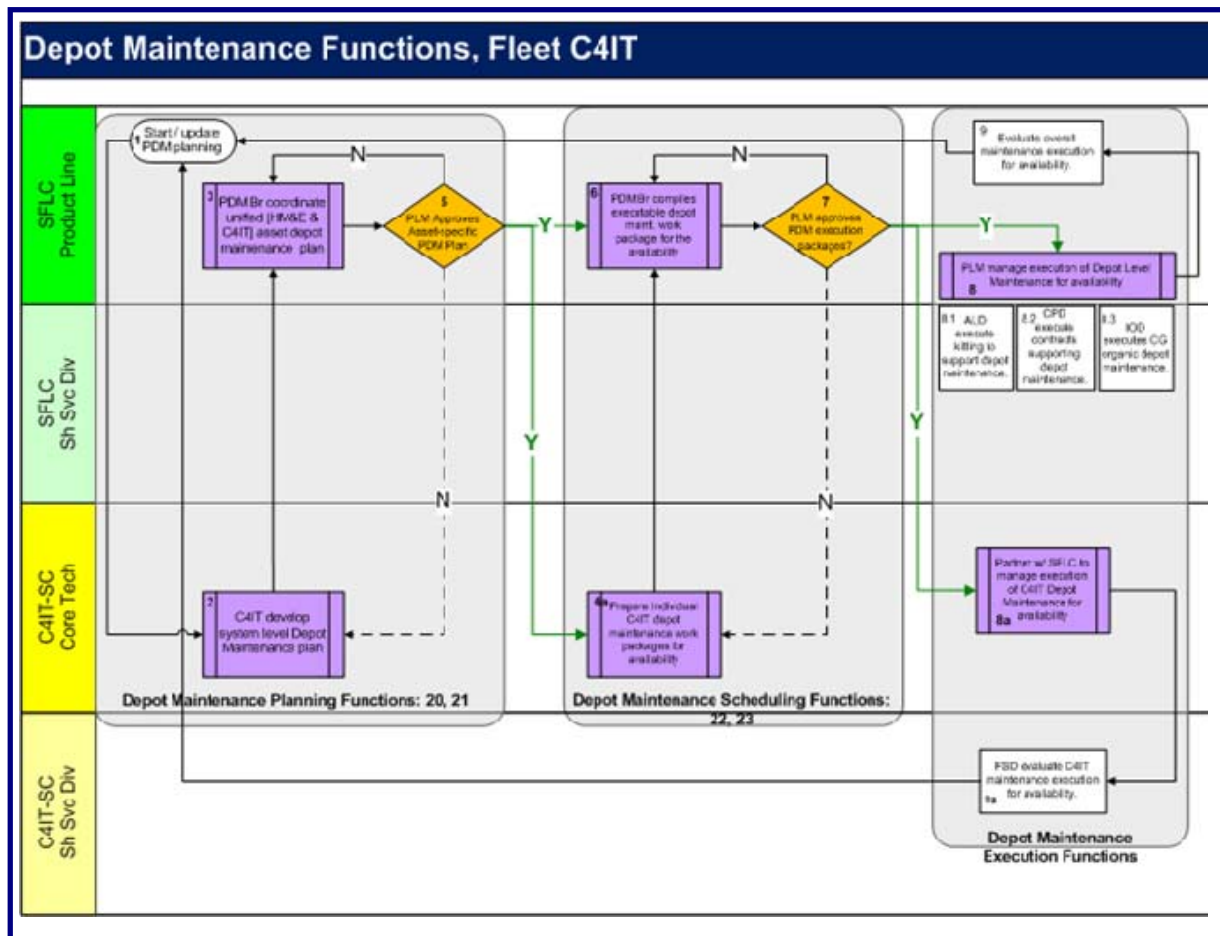 Depot Maintenance Functions, Fleet C4IT
SFLC
Product Line
1
Start / update
PDM planning
N
3
PDM Br coordinate
unified [HM&E &
C4IT] asset depot
maintenance plan
5
PLM Approves
Asset-specific
PDM Plan.
Y
N
6
PDM Br compiles
executable depot
maint. work
package for the
availability
7
PLM approves
PDM execution
packages?
Y
9
Evaluate overall
maintenance execution
for availability.
PLM manage execution of Depot Level
Maintenance for availability
8
SFLC
Sh Svc Div
8.1 ALD
execute
kitting to
support depot
maintenance.
8.2 CPD
execute
contracts
supporting
depot
maintenance.
8.3
IOD
executes CG
organic depot
maintenance.
Y
Y
N
N
C4IT-SC
Core Tech
2
C4IT develop
system level Depot
Maintenance plan
Prepare Individual
C4IT depot
maintenance work
packages for
availability
Partner w/ SFLC to
manage execution
of C4IT Depot
Maintenance for
availability
8a
Depot Maintenance Planning Functions: 20, 21
Depot Maintenance Scheduling Functions:
22, 23
C4IT-SC
Sh Svc Div
FSD evaluate C4IT
maintenance execution
for availability.
9a
Depot Maintenance
Execution Functions